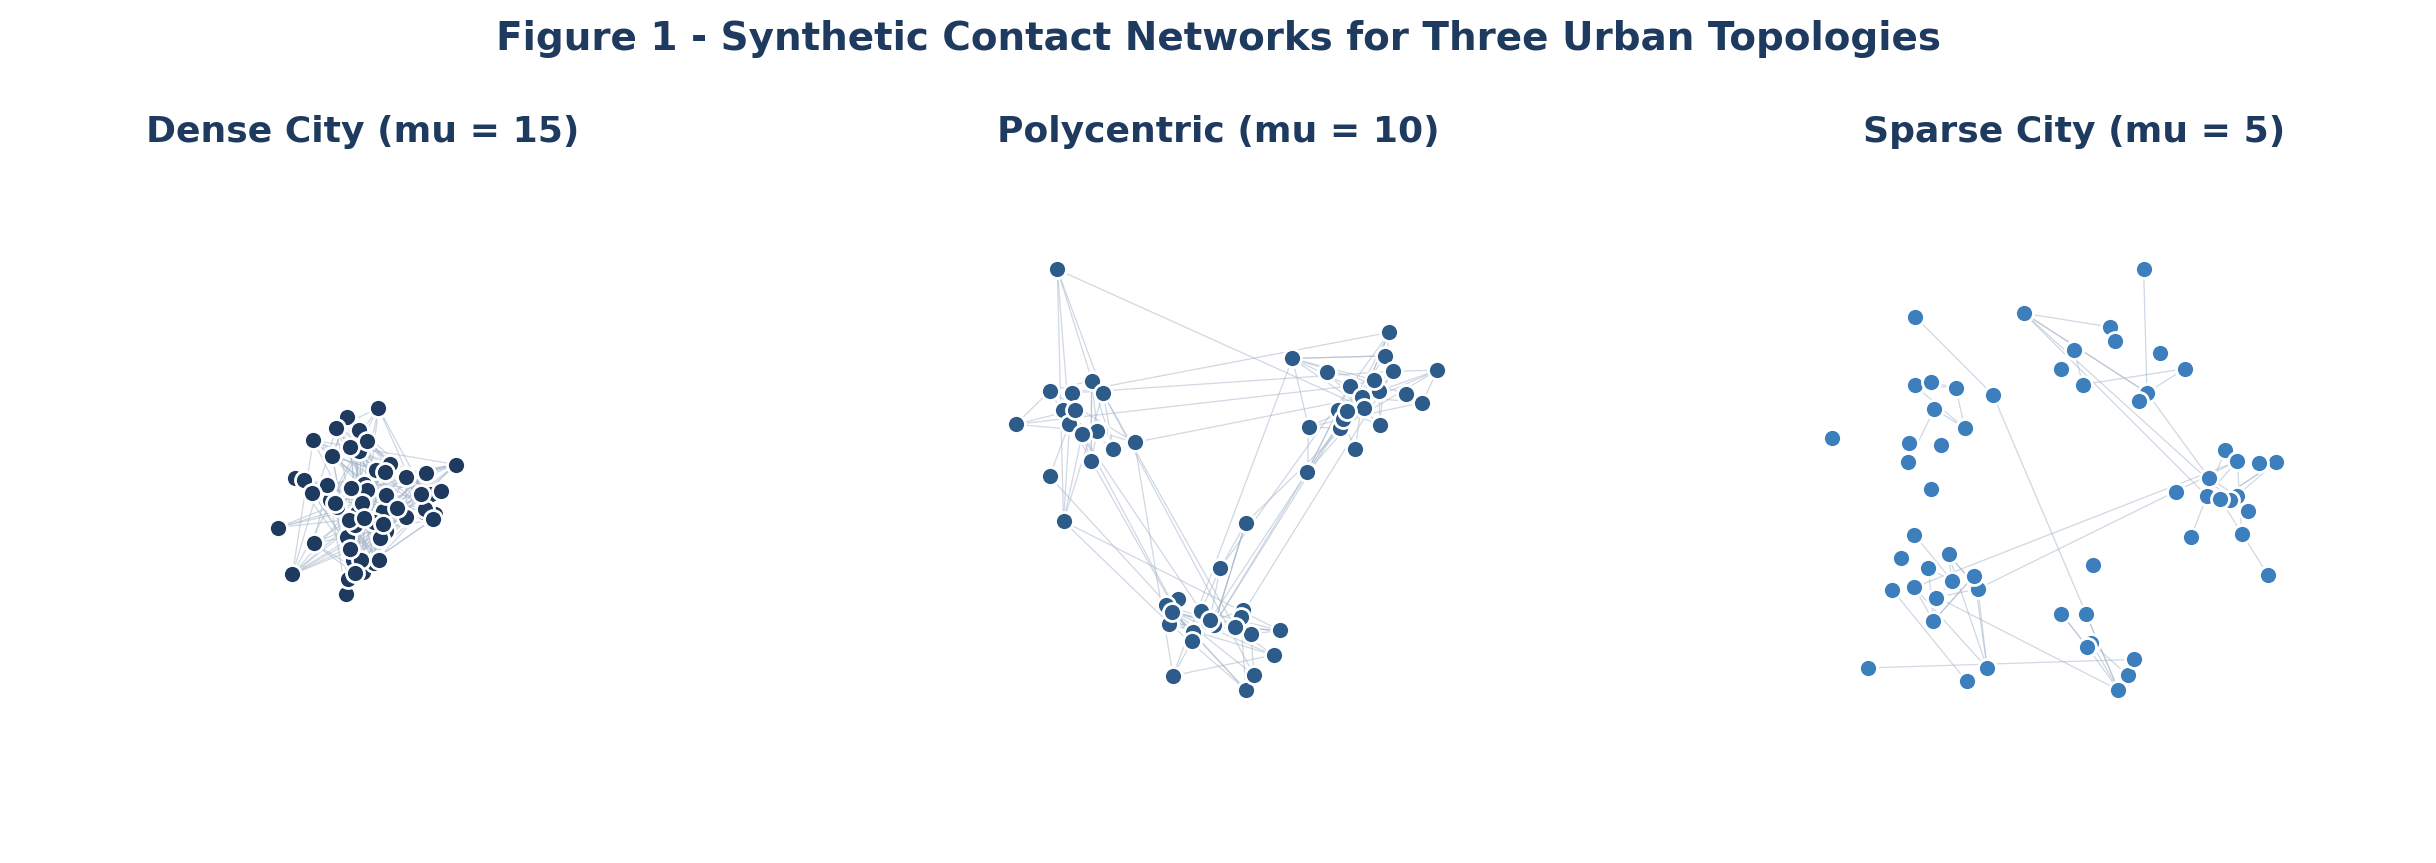 Figure 1 - Synthetic Contact Networks for Three Urban Topologies
Dense City (mu = 15)
Polycentric (mu = 10)
Sparse City (mu = 5)